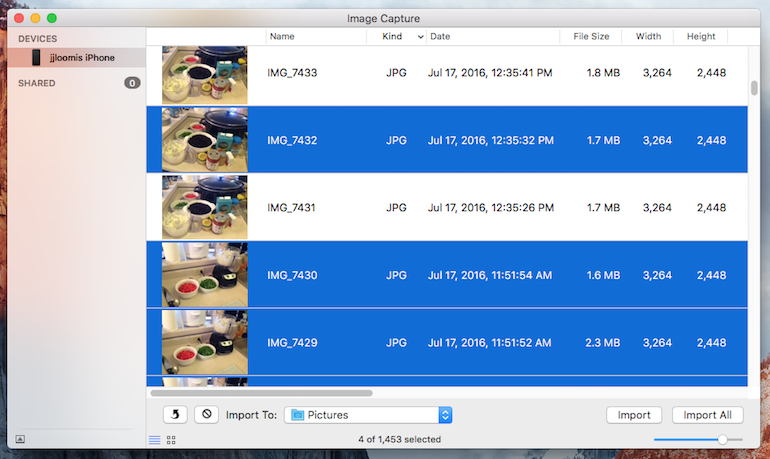 Image Capture
DEVICES
jjloomis iPhone
SHARED 0
Name Kind Date File Size Width Height
IMG_7433 JPG Jul 17, 2016, 12:35:41 PM 1.8 MB 3,264 2,448
IMG_7432 JPG Jul 17, 2016, 12:35:32 PM 1.7 MB 3,264 2,448
IMG_7431 JPG Jul 17, 2016, 12:35:26 PM 1.7 MB 3,264 2,448
IMG_7430 JPG Jul 17, 2016, 11:51:54 AM 1.6 MB 3,264 2,448
IMG_7429 JPG Jul 17, 2016, 11:51:52 AM 2.3 MB 3,264 2,448
Import To: Pictures Import Import All
4 of 1,453 selected